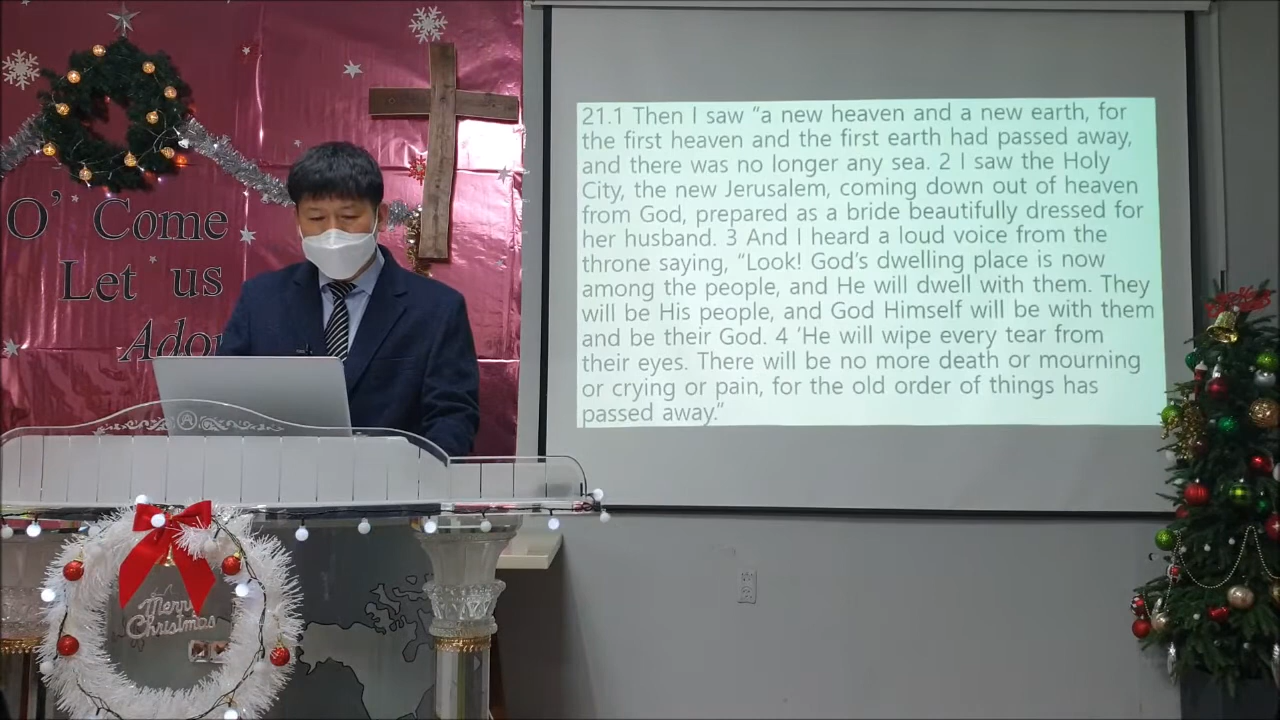 O' Come
Let us
Ador
21.1 Then I saw “a new heaven and a new earth, for
the first heaven and the first earth had passed away,
and there was no longer any sea. 2 I saw the Holy
City, the new Jerusalem, coming down out of heaven
from God, prepared as a bride beautifully dressed for
her husband. 3 And I heard a loud voice from the
throne saying, “Look! God’s dwelling place is now
among the people, and He will dwell with them. They
will be His people, and God Himself will be with them
and be their God. 4 ‘He will wipe every tear from
their eyes. There will be no more death or mourning
or crying or pain, for the old order of things has
passed away.”
Merry
Christmas